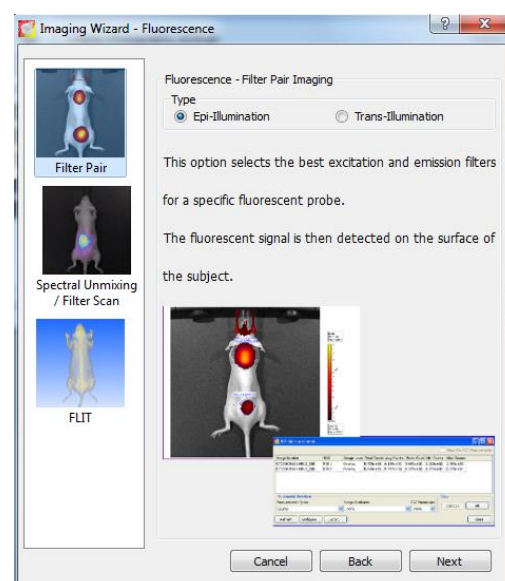 Imaging Wizard - Fluorescence
Filter Pair
Spectral Unmixing
/ Filter Scan
FLIT
Fluorescence - Filter Pair Imaging
Type
Epi-Illumination
Trans-Illumination
This option selects the best excitation and emission filters
for a specific fluorescent probe.
The fluorescent signal is then detected on the surface of
the subject.
Cancel
Back
Next